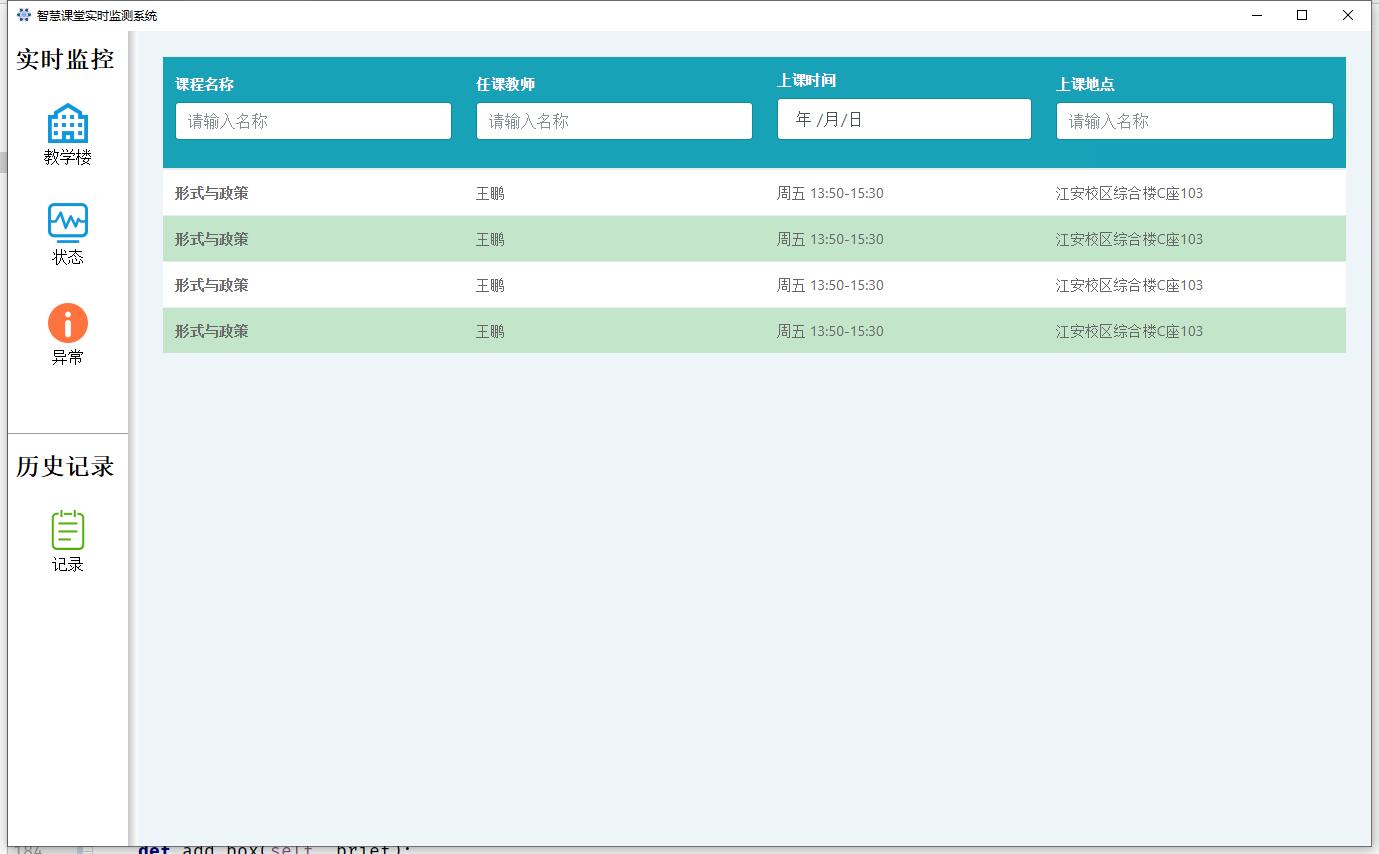 智慧课堂实时监测系统
实时监控
教学楼
状态
异常
历史记录
记录
课程名称 任课教师 上课时间 上课地点
请输入名称 请输入名称 年 /月/日 请输入名称
形式与政策 王鹏 周五 13:50-15:30 江安校区综合楼C座103
形式与政策 王鹏 周五 13:50-15:30 江安校区综合楼C座103
形式与政策 王鹏 周五 13:50-15:30 江安校区综合楼C座103
形式与政策 王鹏 周五 13:50-15:30 江安校区综合楼C座103
184 def add_box(self, brief):